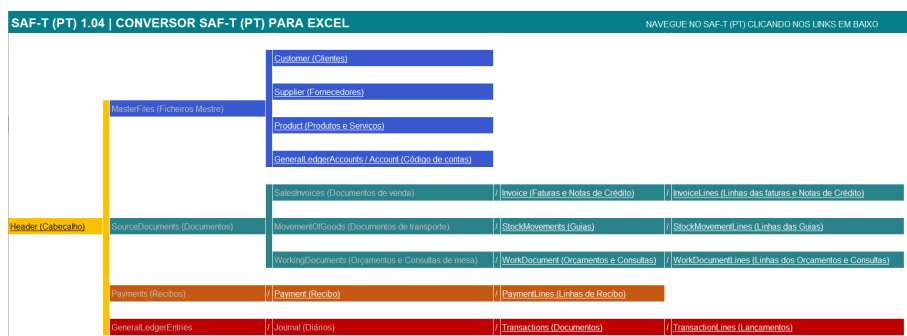 SAF-T (PT) 1.04 | CONVERSOR SAF-T (PT) PARA EXCEL NAVEGUE NO SAF-T (PT) CLICANDO NOS LINKS EM BAIXO
Customer (Clientes)
Supplier (Fornecedores)
MasterFiles (Ficheiros Mestre)
Product (Produtos e Serviços)
GeneralLedgerAccounts / Account (Código de contas)
SalesInvoices (Documentos de venda) / Invoice (Faturas e Notas de Crédito) / InvoiceLines (Linhas das faturas e Notas de Crédito)
Header (Cabeçalho) SourceDocuments (Documentos) MovementOfGoods (Documentos de transporte) / StockMovements (Guias) / StockMovementLines (Linhas das Guias)
WorkingDocuments (Orçamentos e Consultas de mesa) / WorkDocument (Orçamentos e Consultas) / WorkDocumentLines (Linhas dos Orçamentos e Consultas)
Payments (Recibos) / Payment (Recibo) / PaymentLines (Linhas de Recibo)
GeneralLedgerEntries / Journal (Diários) / Transactions (Documentos) / TransactionLines (Lançamentos)